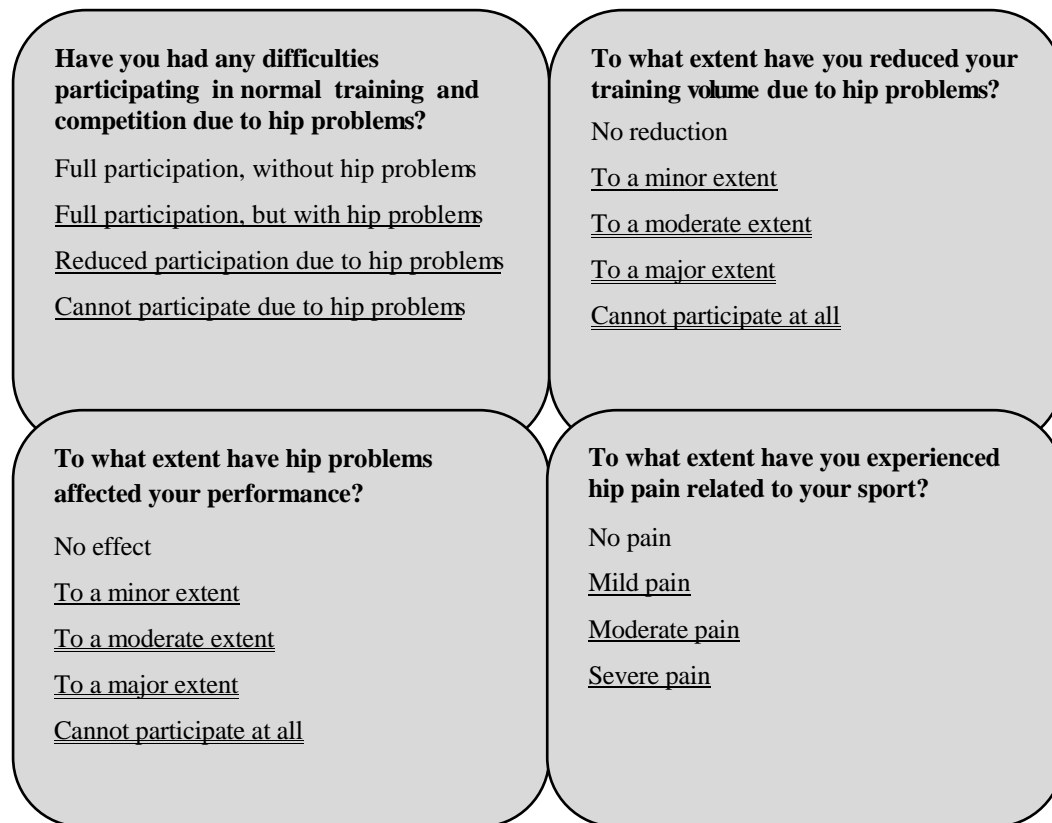 Have you had any difficulties
participating in normal training and
competition due to hip problems?
Full participation, without hip problems
Full participation, but with hip problems
Reduced participation due to hip problems
Cannot participate due to hip problems
To what extent have you reduced your
training volume due to hip problems?
No reduction
To a minor extent
To a moderate extent
To a major extent
Cannot participate at all
To what extent have hip problems
affected your performance?
No effect
To a minor extent
To a moderate extent
To a major extent
Cannot participate at all
To what extent have you experienced
hip pain related to your sport?
No pain
Mild pain
Moderate pain
Severe pain